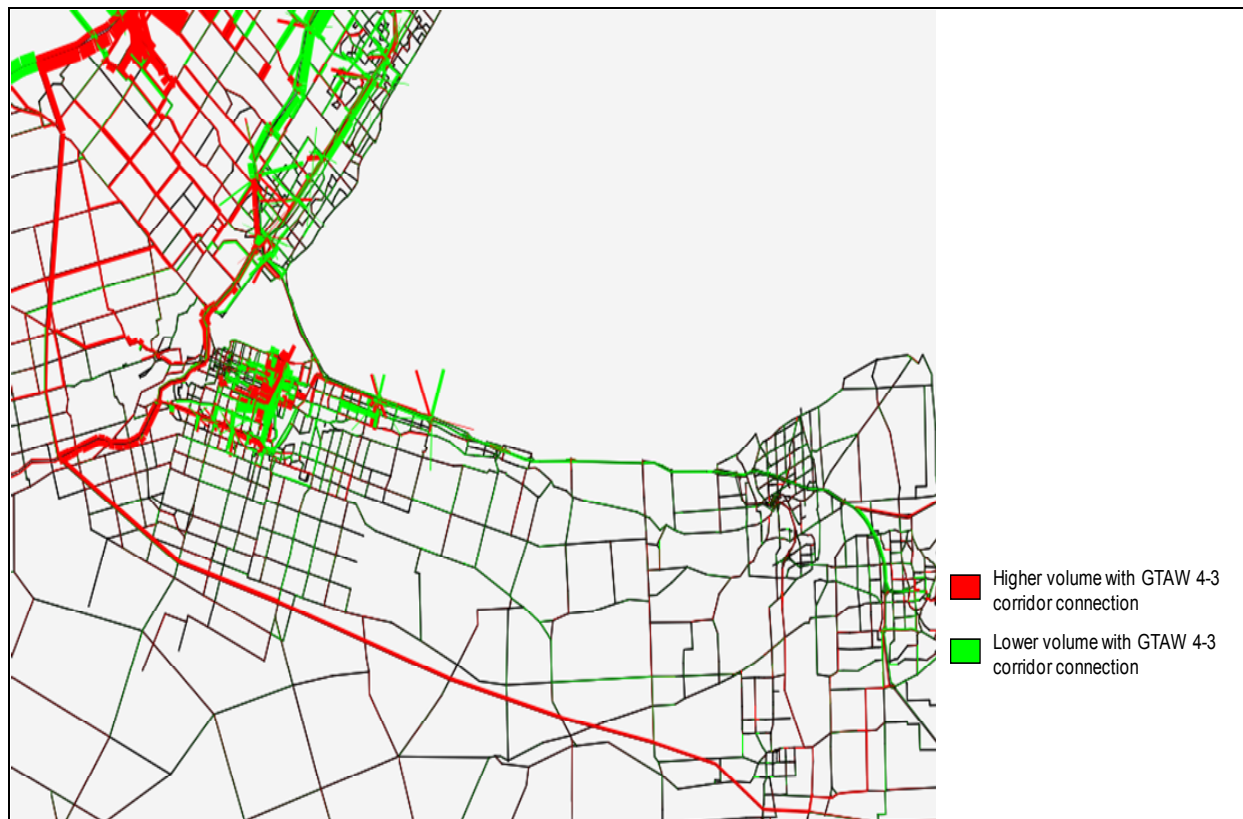 Higher volume with GTAW 4-3
corridor connection
Lower volume with GTAW 4-3
corridor connection